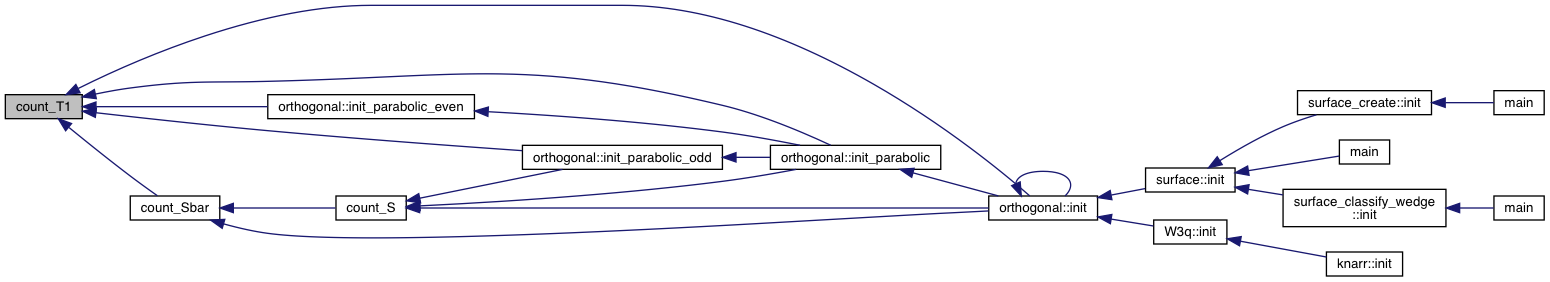 count_T1
orthogonal::init_parabolic_even
orthogonal::init_parabolic_odd
orthogonal::init_parabolic
count_Sbar
count_S
orthogonal::init
surface_create::init
main
main
surface::init
surface_classify_wedge
::init
main
W3q::init
knarr::init